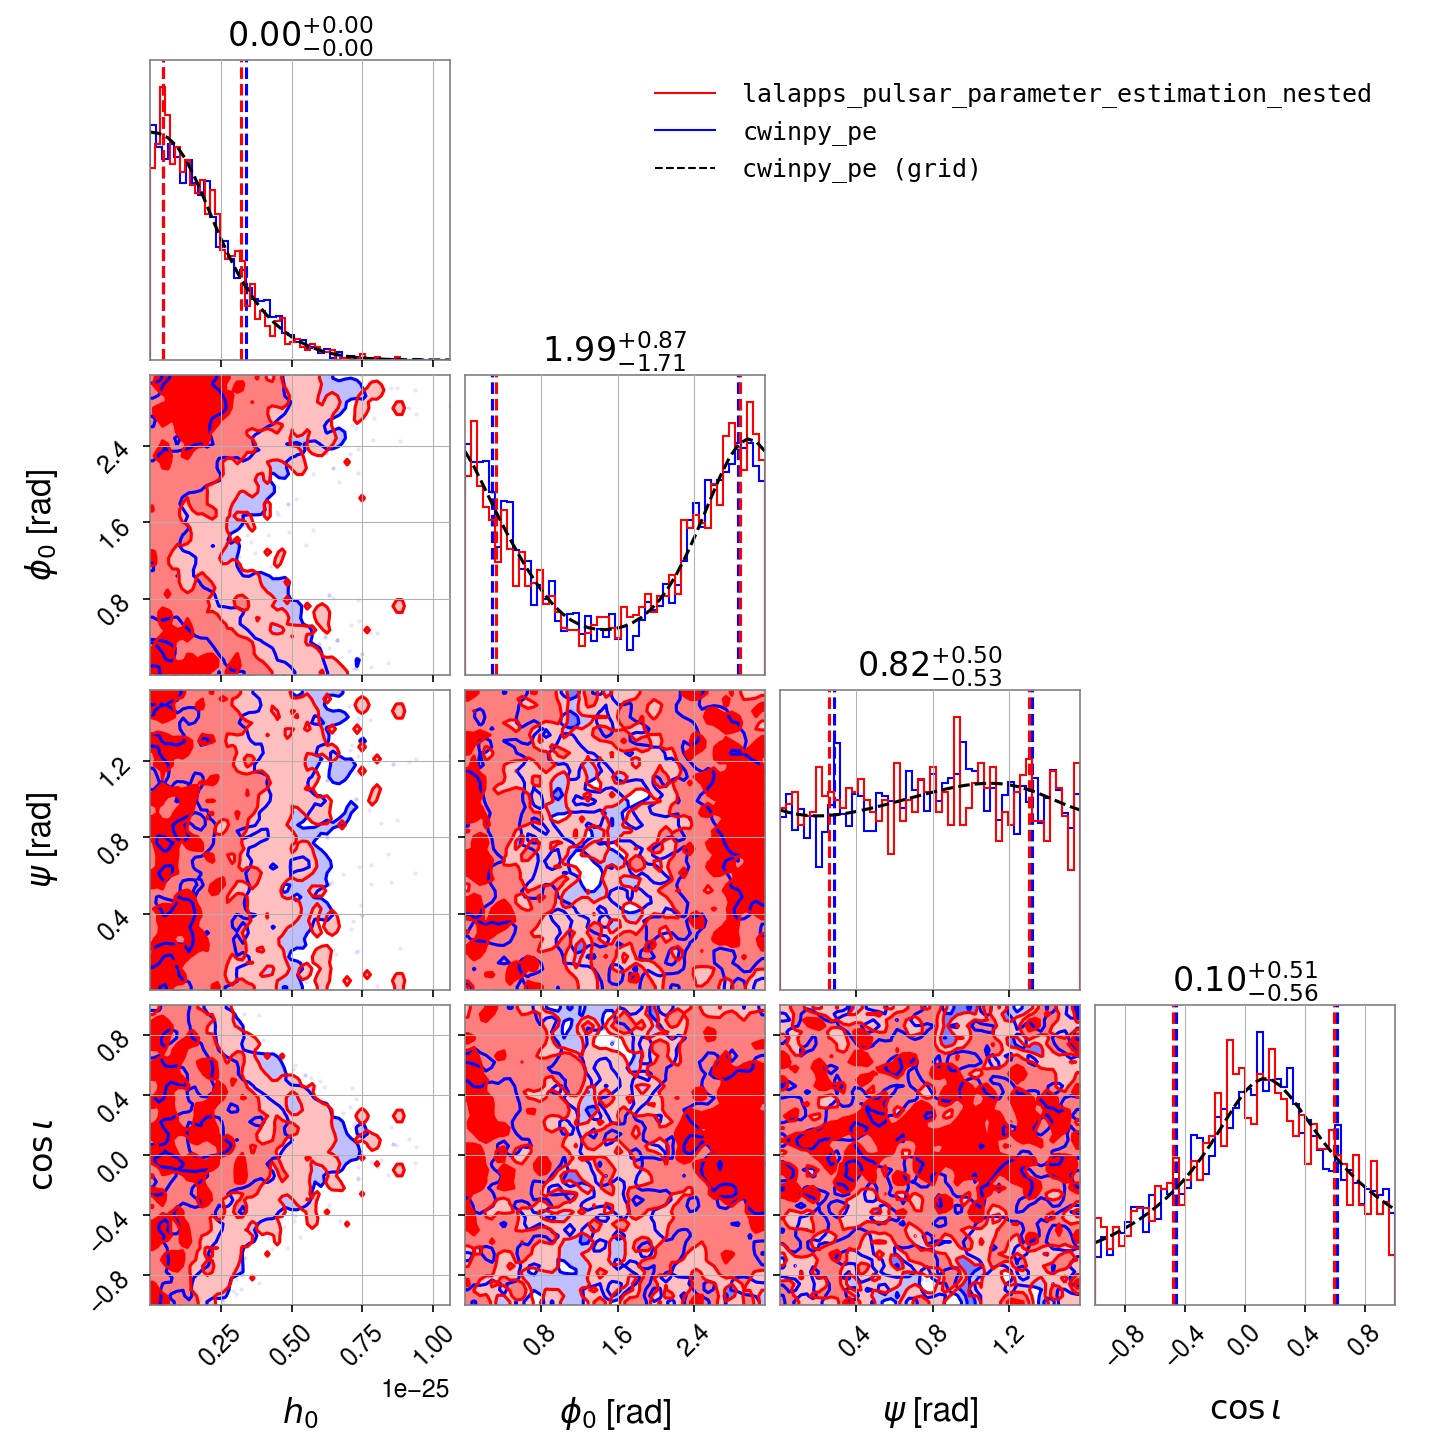 0.00+0.00−0.00
lalapps_pulsar_parameter_estimation_nested
cwinpy_pe
cwinpy_pe (grid)
1.99+0.87−1.71
ϕ0 [rad]
2.4
1.6
0.8
0.82+0.50−0.53
ψ [rad]
1.2
0.8
0.4
0.10+0.51−0.56
cos ι
0.8
0.4
0.0
−0.4
−0.8
0.25 0.50 0.75 1.00 0.8 1.6 2.4 0.4 0.8 1.2 −0.8 −0.4 0.0 0.4 0.8
1e−25
h0 ϕ0 [rad] ψ [rad] cos ι